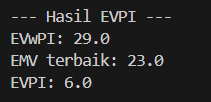 --- Hasil EVPI ---
EVwPI: 29.0
EMV terbaik: 23.0
EVPI: 6.0